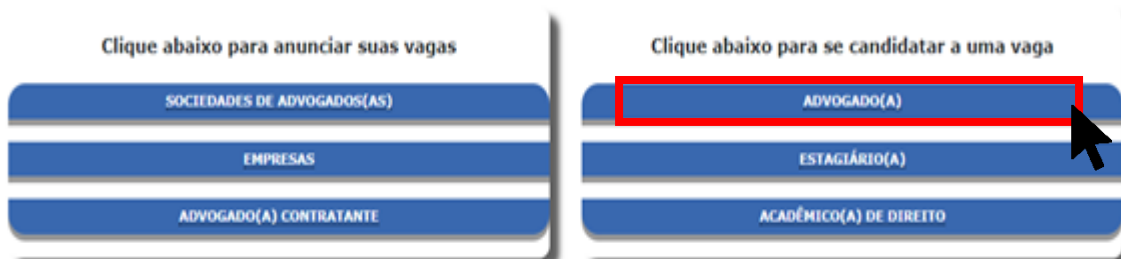 Clique abaixo para anunciar suas vagas
SOCIEDADES DE ADVOGADOS(AS)
EMPRESAS
ADVOGADO(A) CONTRATANTE
Clique abaixo para se candidatar a uma vaga
ADVOGADO(A)
ESTAGIÁRIO(A)
ACADÊMICO(A) DE DIREITO